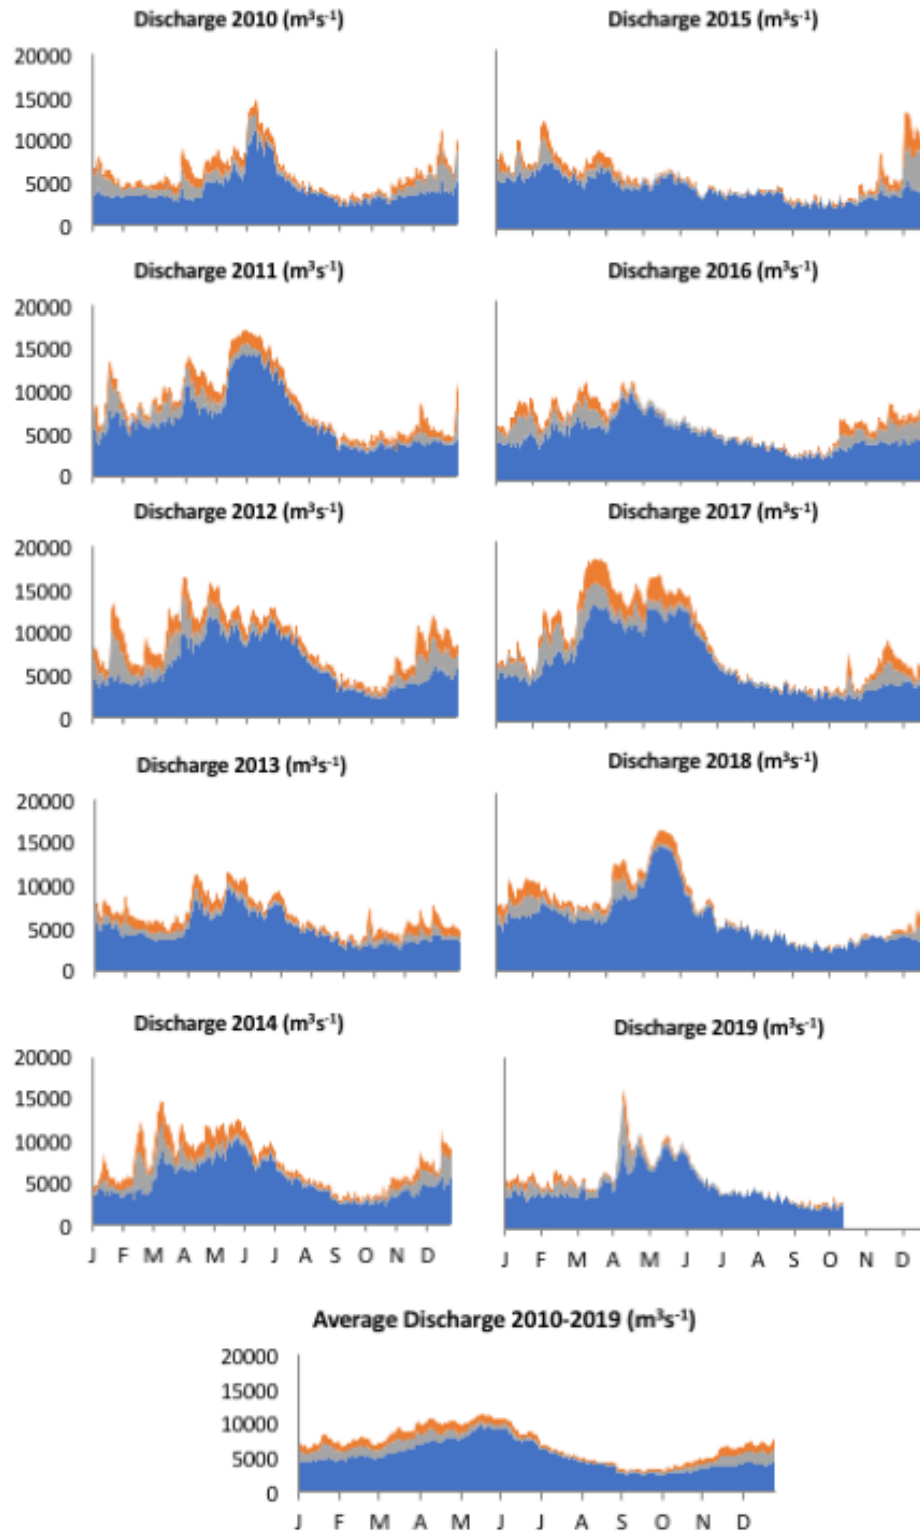 Discharge 2010 (m³s⁻¹)
20000
15000
10000
5000
0
Discharge 2015 (m³s⁻¹)
Discharge 2011 (m³s⁻¹)
20000
15000
10000
5000
0
Discharge 2016 (m³s⁻¹)
Discharge 2012 (m³s⁻¹)
20000
15000
10000
5000
0
Discharge 2017 (m³s⁻¹)
Discharge 2013 (m³s⁻¹)
20000
15000
10000
5000
0
Discharge 2018 (m³s⁻¹)
Discharge 2014 (m³s⁻¹)
20000
15000
10000
5000
0
J F M A M J J A S O N D
Discharge 2019 (m³s⁻¹)
J F M A M J J A S O N D
Average Discharge 2010-2019 (m³s⁻¹)
20000
15000
10000
5000
0
J F M A M J J A S O N D